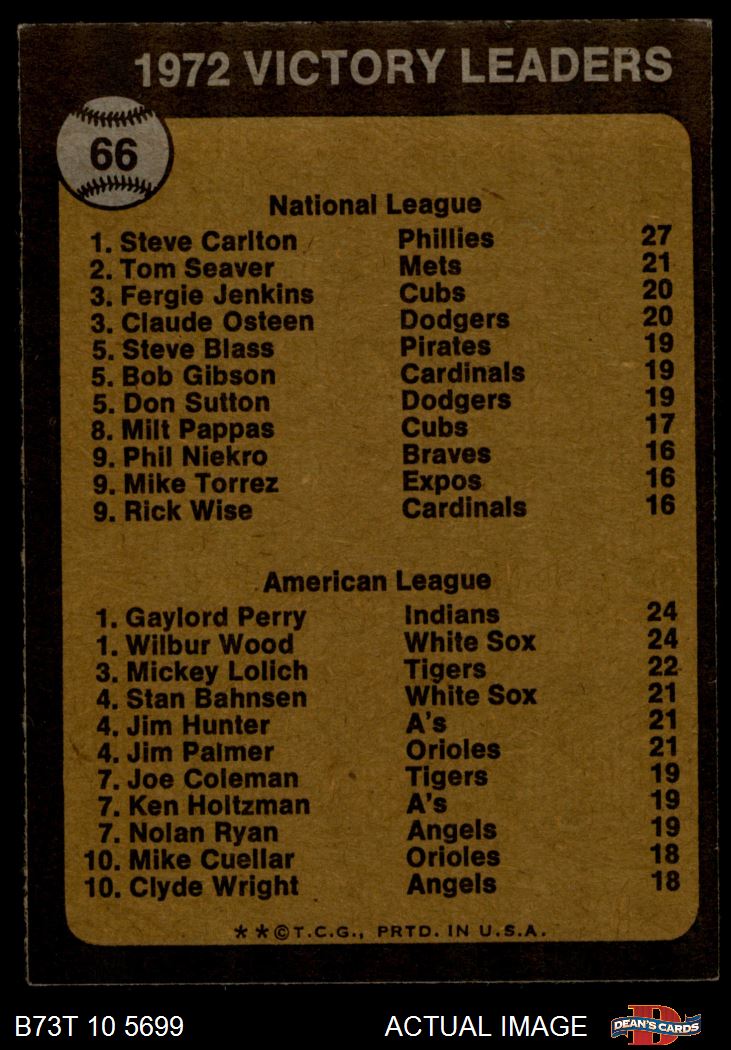 1972 VICTORY LEADERS
66
National League
1. Steve Carlton Phillies 27
2. Tom Seaver Mets 21
3. Fergie Jenkins Cubs 20
3. Claude Osteen Dodgers 20
5. Steve Blass Pirates 19
5. Bob Gibson Cardinals 19
5. Don Sutton Dodgers 19
8. Milt Pappas Cubs 17
9. Phil Niekro Braves 16
9. Mike Torrez Expos 16
9. Rick Wise Cardinals 16
American League
1. Gaylord Perry Indians 24
1. Wilbur Wood White Sox 24
3. Mickey Lolich Tigers 22
4. Stan Bahnsen White Sox 21
4. Jim Hunter A's 21
4. Jim Palmer Orioles 21
7. Joe Coleman Tigers 19
7. Ken Holtzman A's 19
7. Nolan Ryan Angels 19
10. Mike Cuellar Orioles 18
10. Clyde Wright Angels 18
**©T.C.G., PRTD. IN U.S.A.
B73T 10 5699 ACTUAL IMAGE
D
DEAN'S CARDS